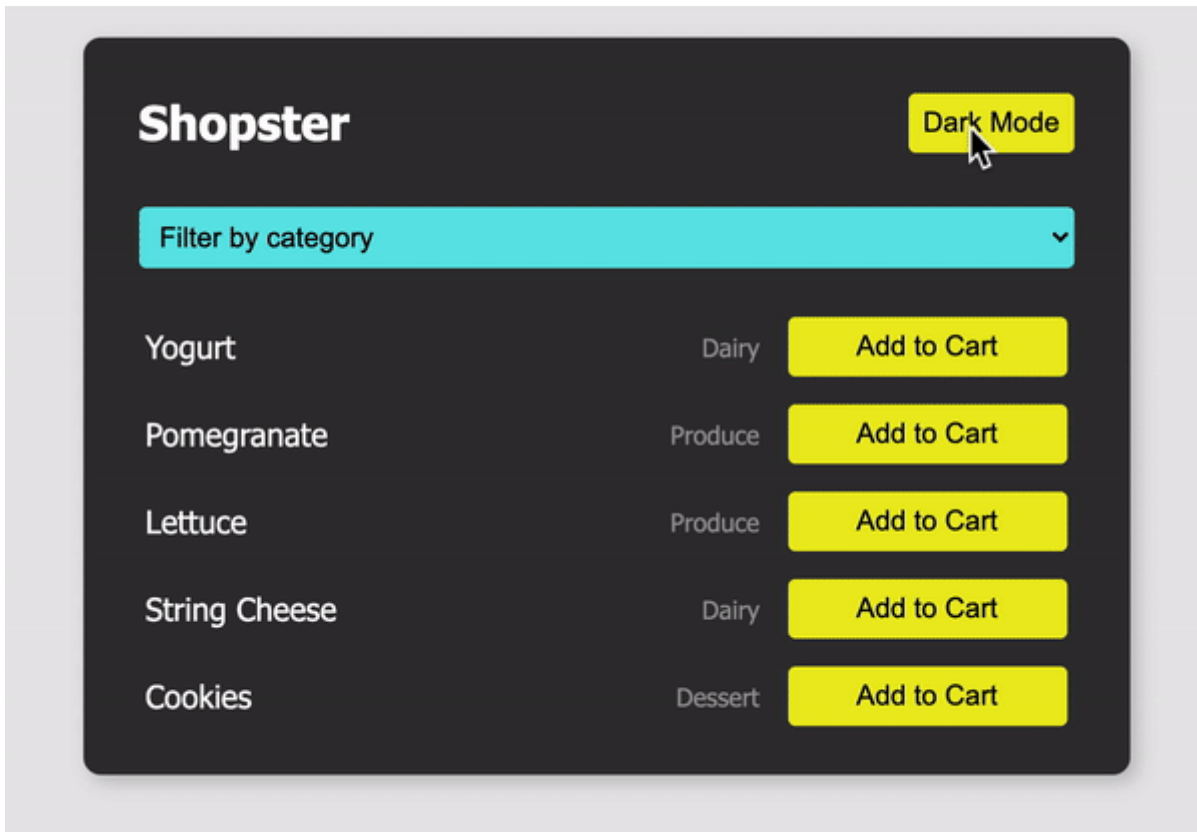 Shopster Dark Mode
Filter by category
Yogurt Dairy Add to Cart
Pomegranate Produce Add to Cart
Lettuce Produce Add to Cart
String Cheese Dairy Add to Cart
Cookies Dessert Add to Cart